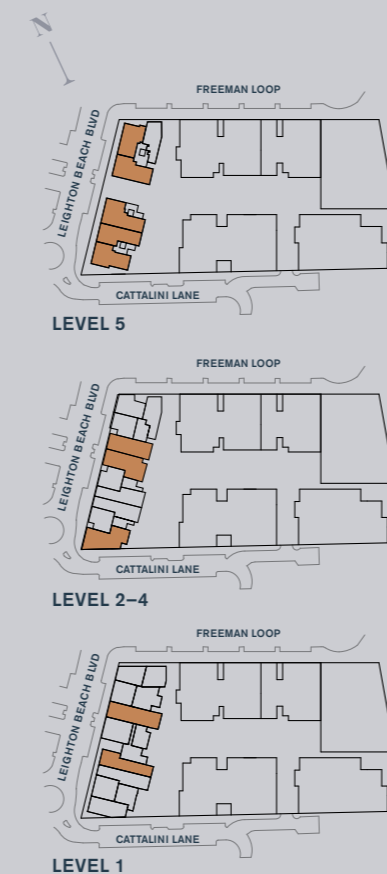 N
FREEMAN LOOP
LEIGHTON BEACH BLVD
CATTALINI LANE
LEVEL 5
FREEMAN LOOP
LEIGHTON BEACH BLVD
CATTALINI LANE
LEVEL 2–4
FREEMAN LOOP
LEIGHTON BEACH BLVD
CATTALINI LANE
LEVEL 1